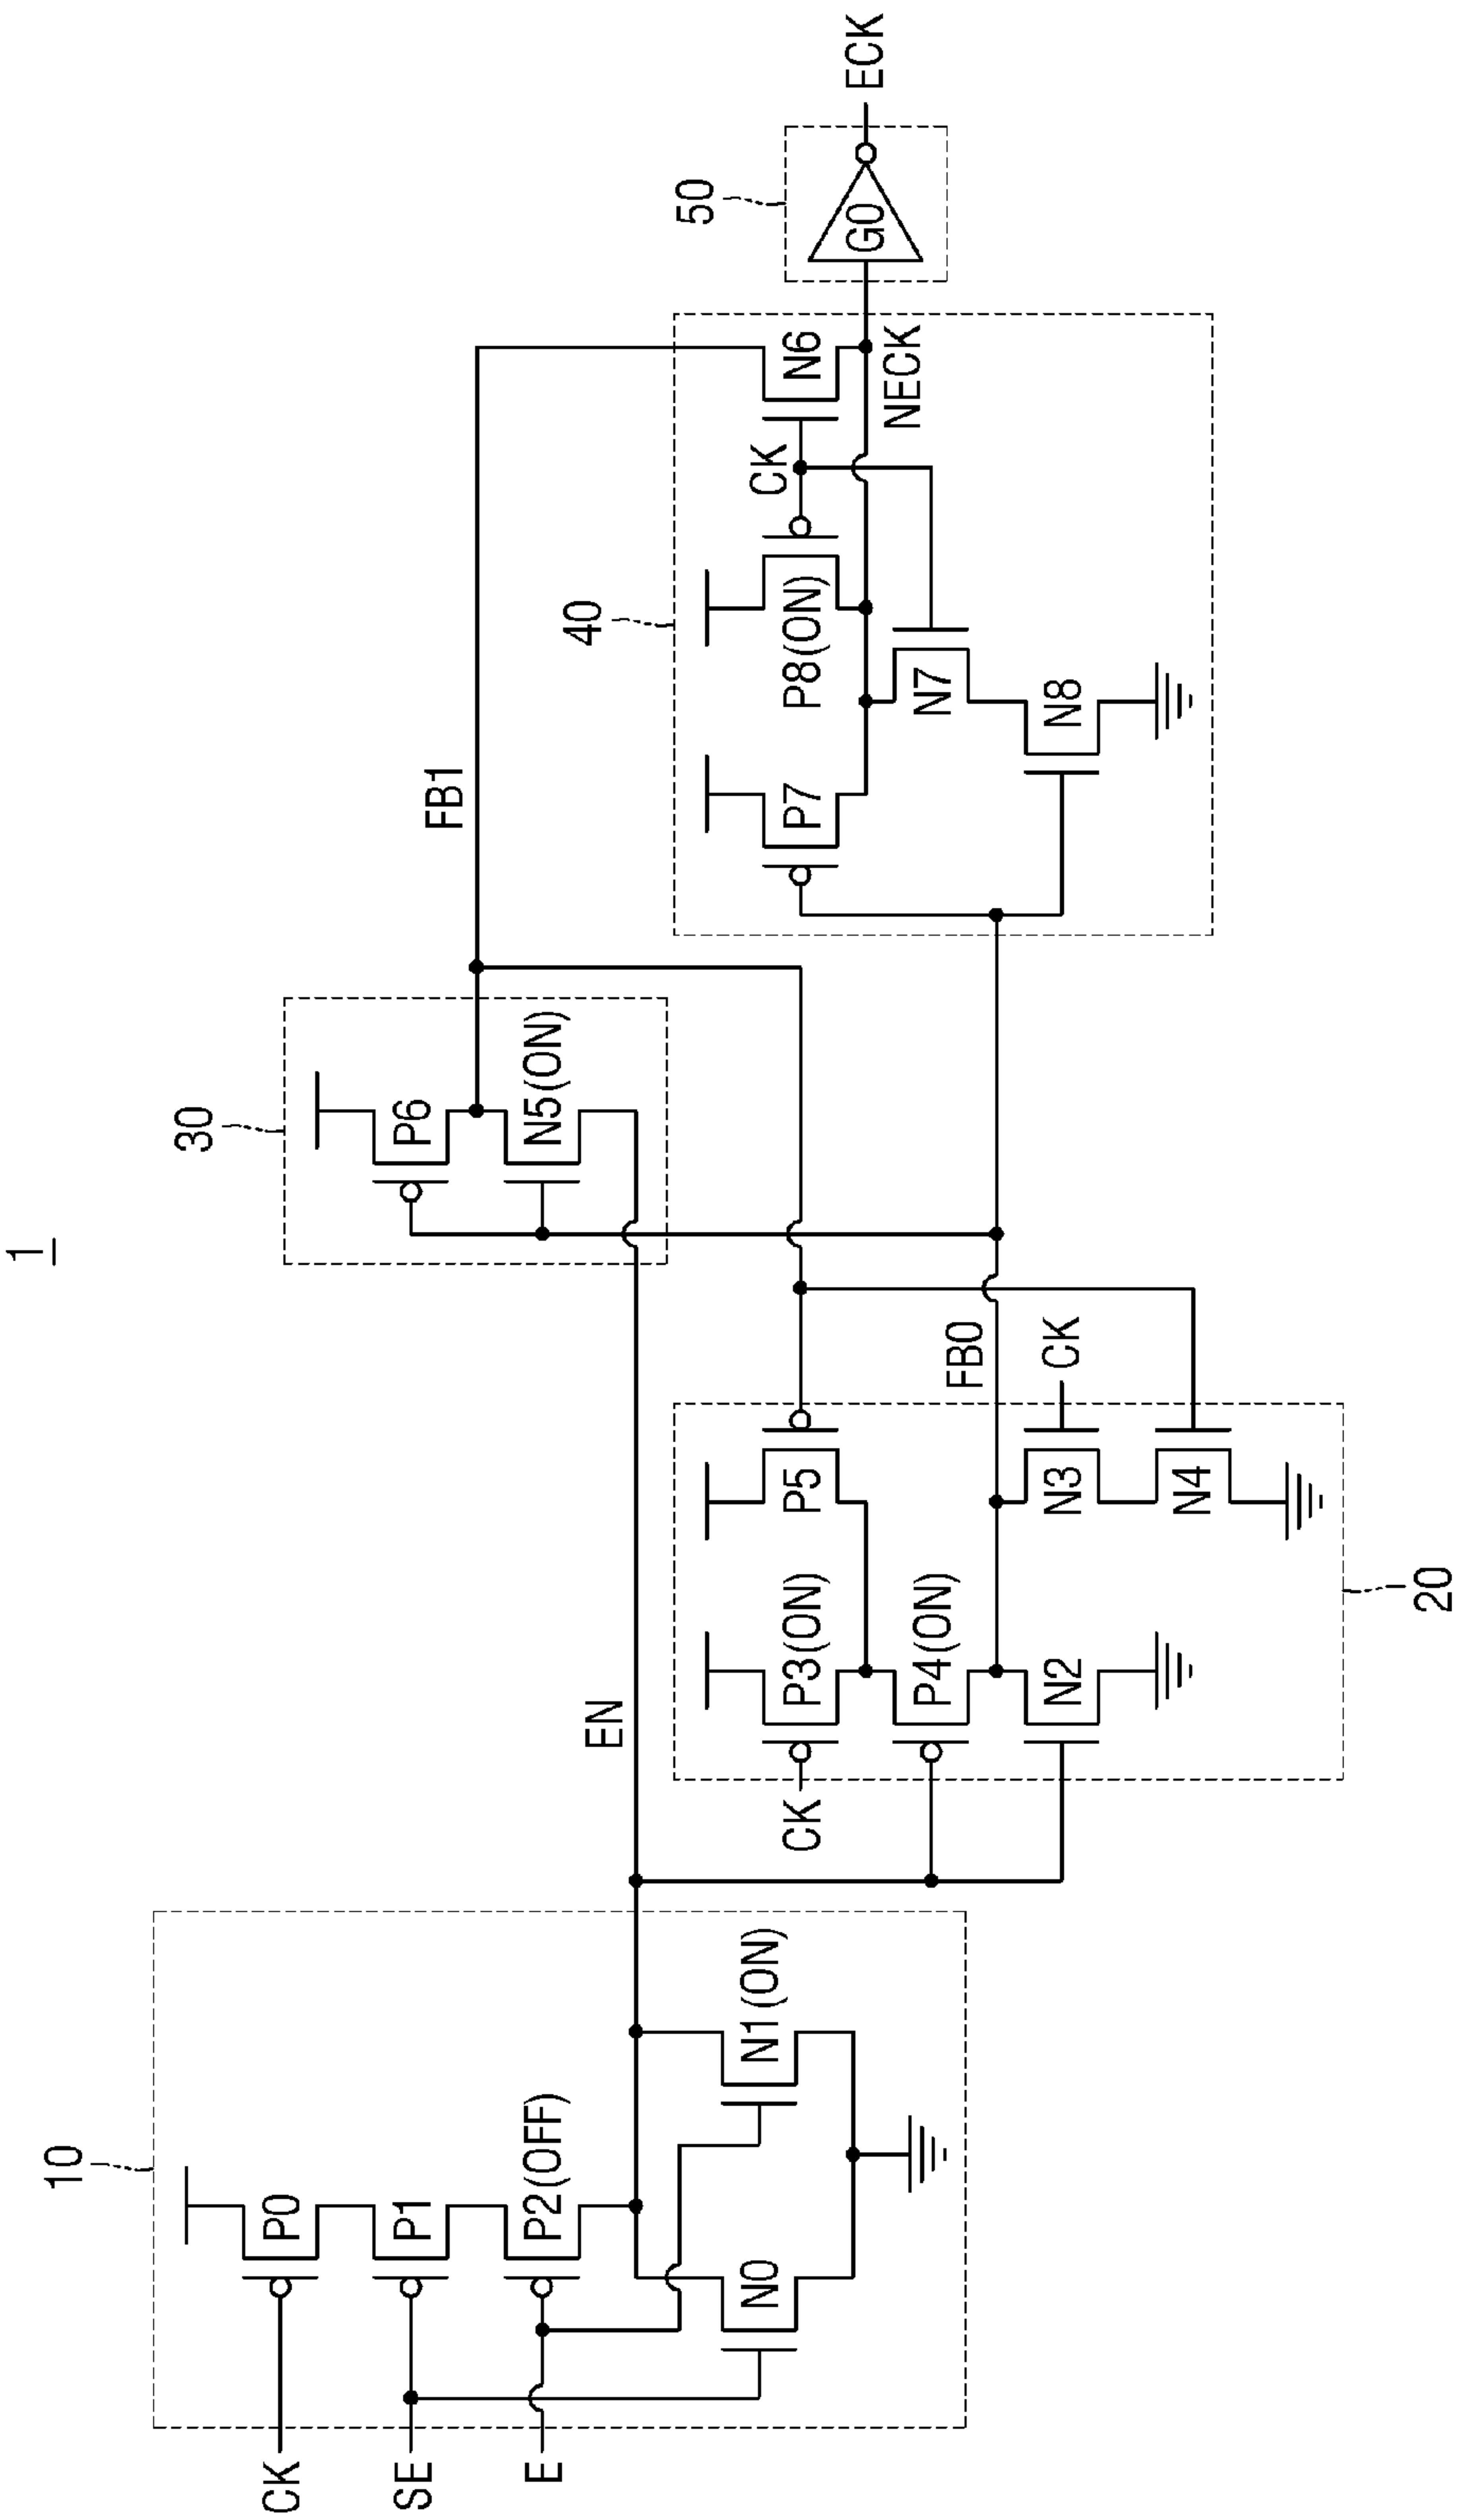 1
10
CK
SE
E
P0
P1
P2(OFF)
N0
N1(ON)
EN
20
CK
P3(ON)
P4(ON)
N2
P5
FB0
N3
CK
N4
30
P6
N5(ON)
FB1
40
P7
P8(ON)
CK
N6
N7
N8
NECK
50
G0
ECK